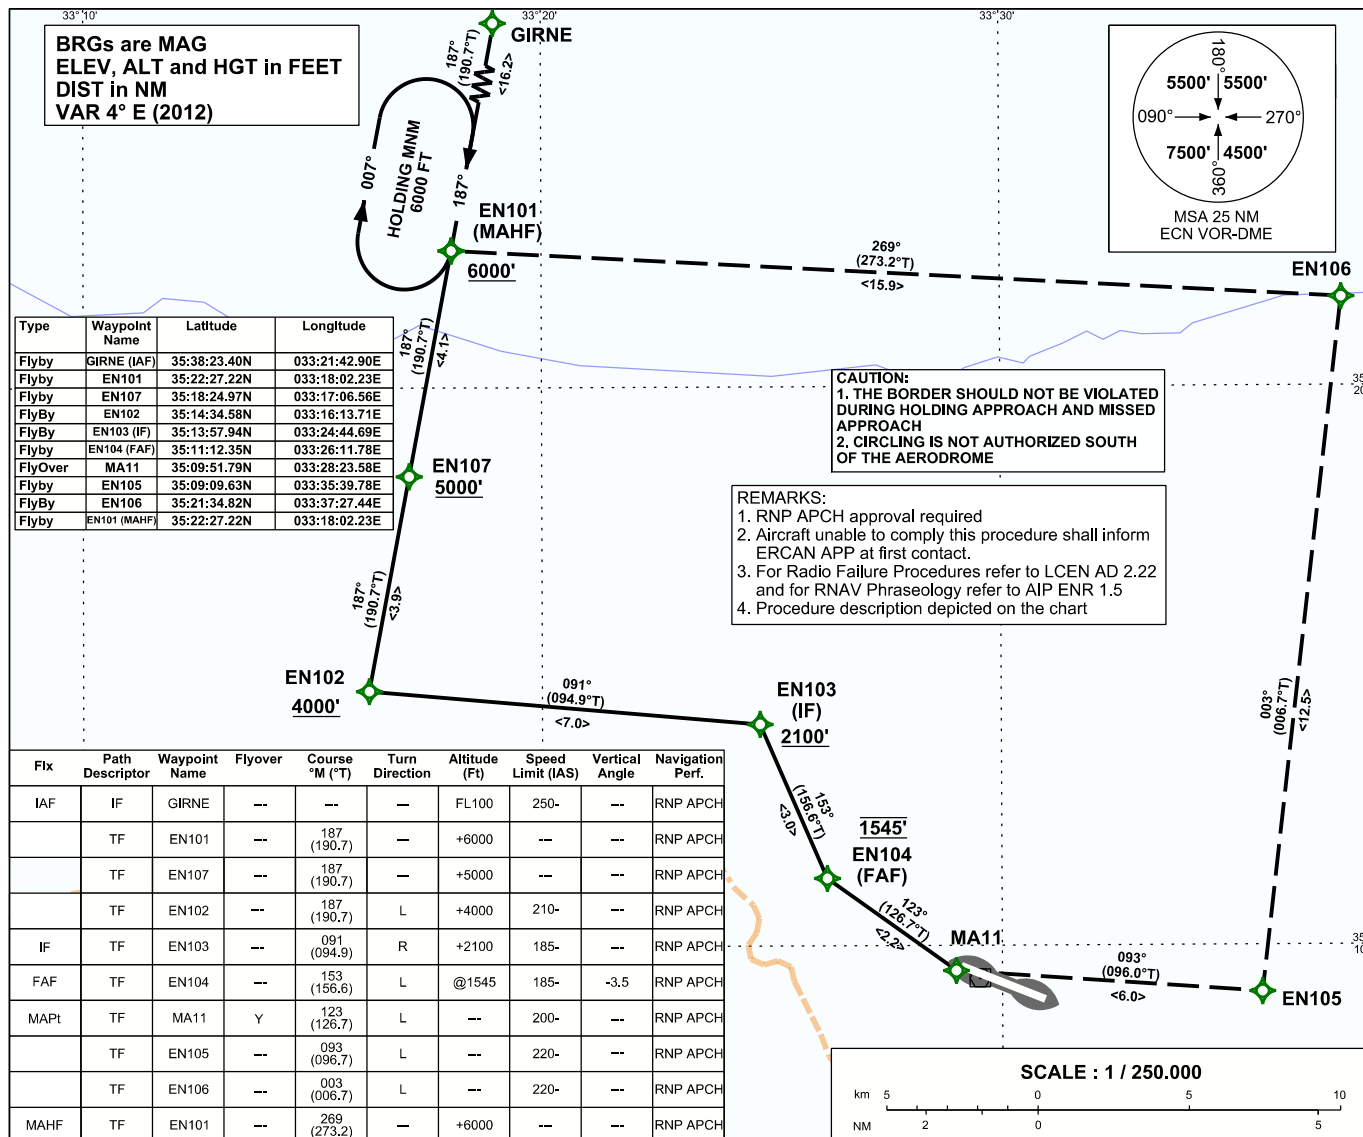 33° 10'
33° 20'
33° 30'
BRGs are MAG
ELEV, ALT and HGT in FEET
DIST in NM
VAR 4° E (2012)
GIRNE
187°
(190.7°T)
<16.2>
007°
HOLDING MNM
6000 FT
187°
EN101
(MAHF)
6000'
180°
5500' 5500'
090° 270°
7500' 4500'
360°
MSA 25 NM
ECN VOR-DME
269°
(273.2°T)
<15.9>
EN106
Type Waypoint Name Latitude Longitude
Flyby GIRNE (IAF) 35:38:23.40N 033:21:42.90E
Flyby EN101 35:22:27.22N 033:18:02.23E
Flyby EN107 35:18:24.97N 033:17:06.56E
FlyBy EN102 35:14:34.58N 033:16:13.71E
FlyBy EN103 (IF) 35:13:57.94N 033:24:44.69E
Flyby EN104 (FAF) 35:11:12.35N 033:26:11.78E
FlyOver MA11 35:09:51.79N 033:28:23.58E
Flyby EN105 35:09:09.63N 033:35:39.78E
FlyBy EN106 35:21:34.82N 033:37:27.44E
Flyby EN101 (MAHF) 35:22:27.22N 033:18:02.23E
187°
(190.7°T)
<4.1>
CAUTION:
1. THE BORDER SHOULD NOT BE VIOLATED
DURING HOLDING APPROACH AND MISSED
APPROACH
2. CIRCLING IS NOT AUTHORIZED SOUTH
OF THE AERODROME
35
20
EN107
5000'
REMARKS:
1. RNP APCH approval required
2. Aircraft unable to comply this procedure shall inform
ERCAN APP at first contact.
3. For Radio Failure Procedures refer to LCEN AD 2.22
and for RNAV Phraseology refer to AIP ENR 1.5
4. Procedure description depicted on the chart
187°
(190.7°T)
<3.9>
EN102
4000'
091°
(094.9°T)
<7.0>
EN103
(IF)
2100'
003°
(006.7°T)
<12.5>
153°
(156.6°T)
<3.0>
1545'
EN104
(FAF)
123°
(126.7°T)
<2.2>
MA11
093°
(096.0°T)
<6.0>
EN105
35
10
Fix Path Descriptor Waypoint Name Flyover Course °M (°T) Turn Direction Altitude (Ft) Speed Limit (IAS) Vertical Angle Navigation Perf.
IAF IF GIRNE --- --- --- FL100 250- --- RNP APCH
TF EN101 --- 187 (190.7) --- +6000 --- --- RNP APCH
TF EN107 --- 187 (190.7) --- +5000 --- --- RNP APCH
TF EN102 --- 187 (190.7) L +4000 210- --- RNP APCH
IF TF EN103 --- 091 (094.9) R +2100 185- --- RNP APCH
FAF TF EN104 --- 153 (156.6) L @1545 185- -3.5 RNP APCH
MAPt TF MA11 Y 123 (126.7) L --- 200- --- RNP APCH
TF EN105 --- 093 (096.7) L --- 220- --- RNP APCH
TF EN106 --- 003 (006.7) L --- 220- --- RNP APCH
MAHF TF EN101 --- 269 (273.2) --- +6000 --- --- RNP APCH
SCALE : 1 / 250.000
km 5 0 5 10
NM 2 0 5